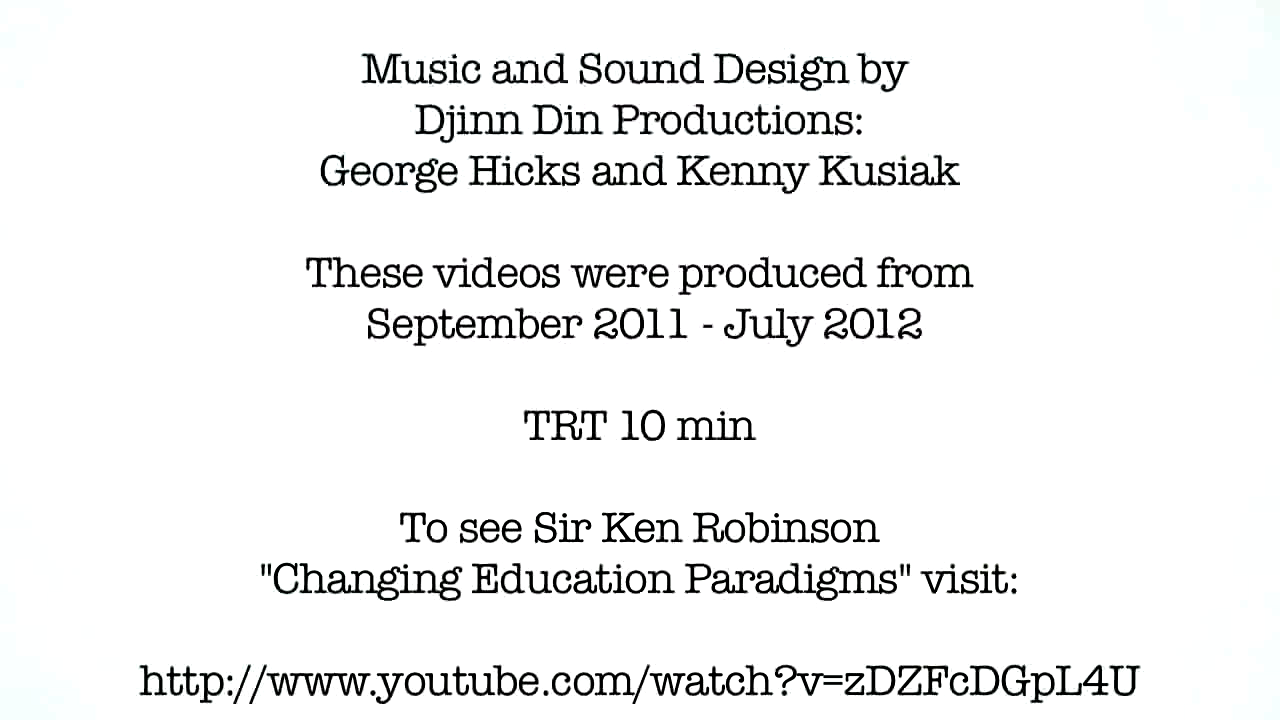 Music and Sound Design by
Djinn Din Productions:
George Hicks and Kenny Kusiak
These videos were produced from
September 2011 - July 2012
TRT 10 min
To see Sir Ken Robinson
"Changing Education Paradigms" visit:
http://www.youtube.com/watch?v=zDZFcDGpL4U